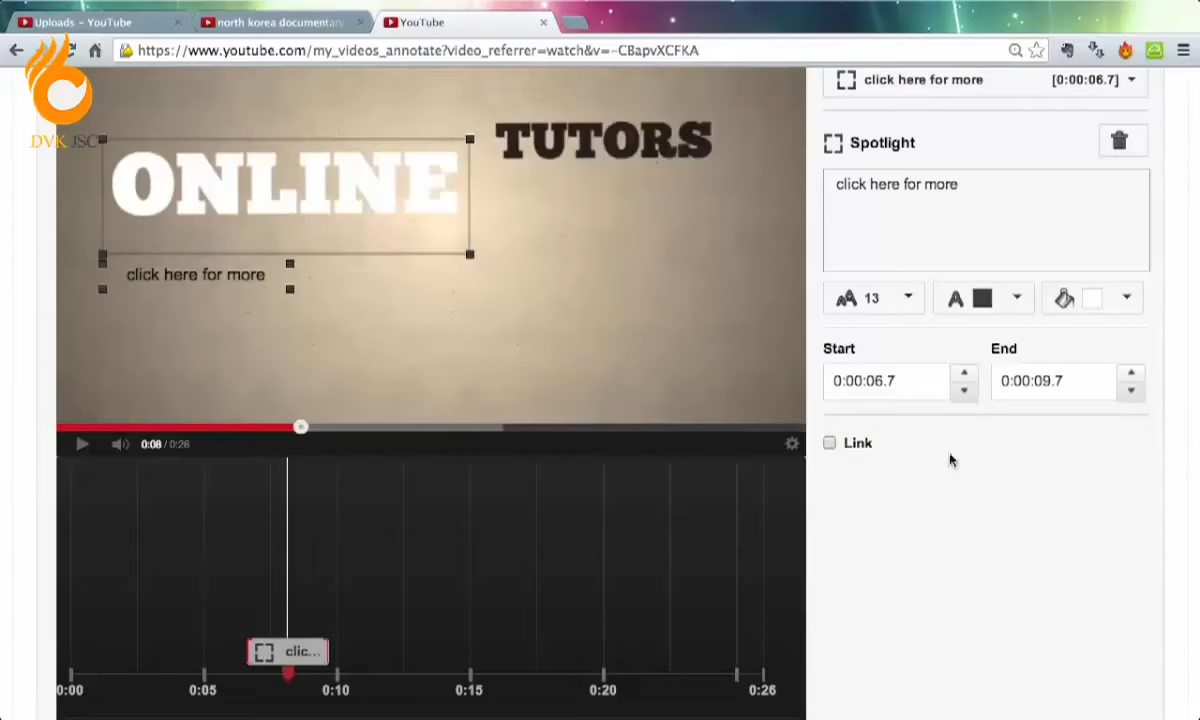 Uploads - YouTube
north korea documentary
YouTube
https://www.youtube.com/my_videos_annotate?video_referrer=watch&v=-CBapvXCFKA
DVK JSC
click here for more [0:00:06.7]
TUTORS
ONLINE
click here for more
Spotlight
click here for more
13
A
Start End
0:00:06.7 0:00:09.7
Link
0:08 / 0:26
clic...
0:00 0:05 0:10 0:15 0:20 0:26